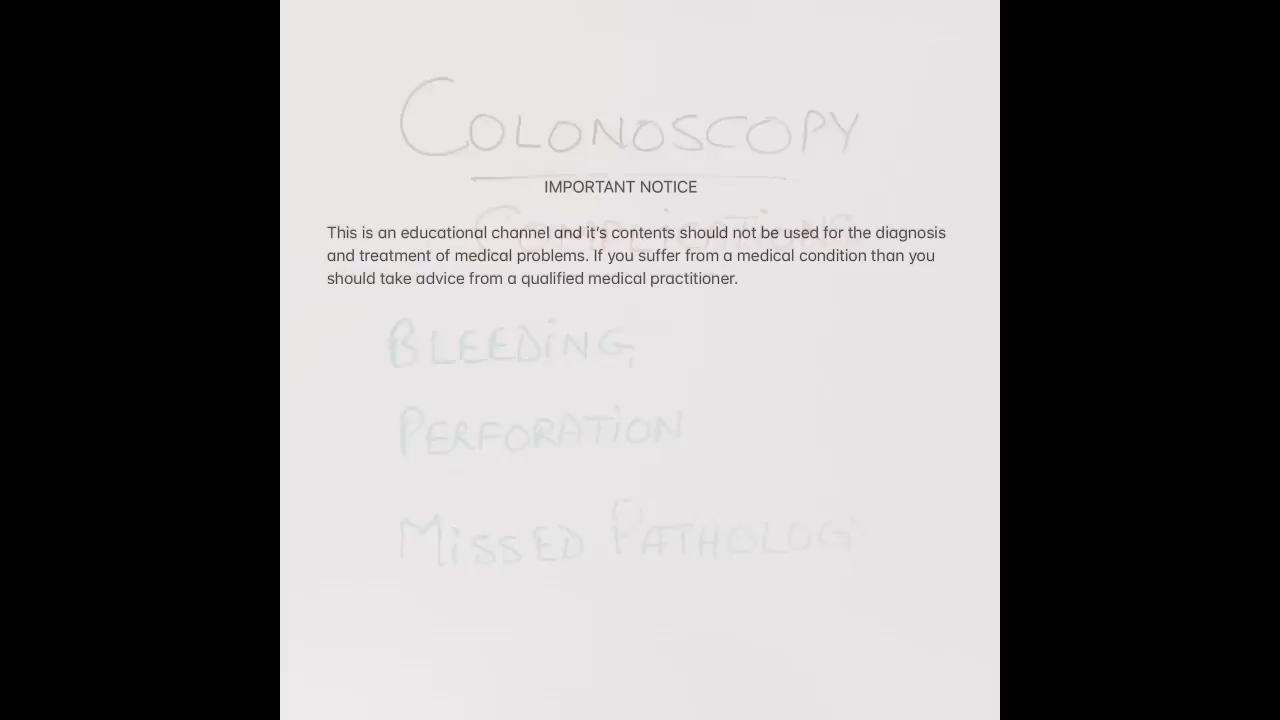 COLONOSCOPY
IMPORTANT NOTICE
COMPLICATIONS
This is an educational channel and it's contents should not be used for the diagnosis
and treatment of medical problems. If you suffer from a medical condition than you
should take advice from a qualified medical practitioner.
BLEEDING,
PERFORATION
MISSED PATHOLOGY